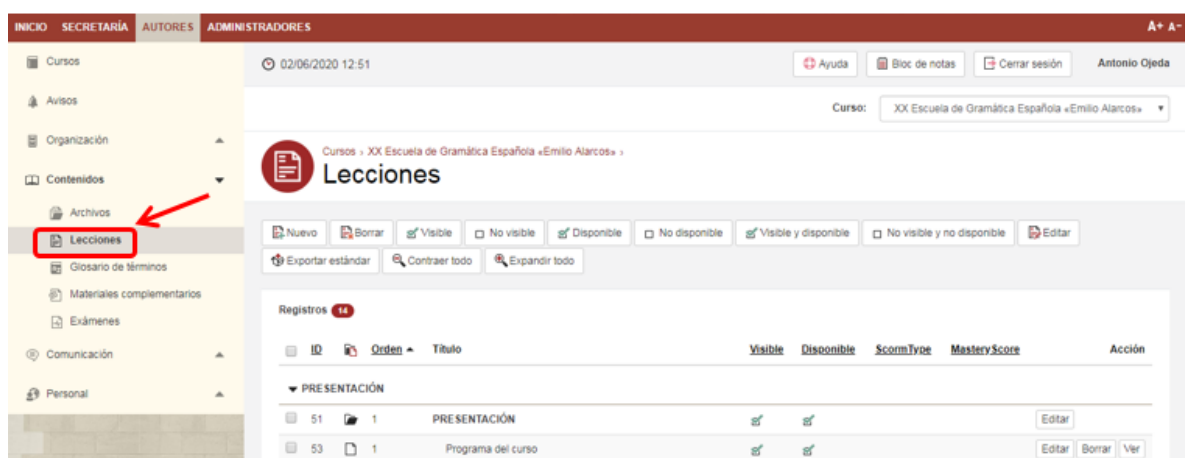 INICIO SECRETARÍA AUTORES ADMINISTRADORES A+ A-
Cursos
Avisos
Organización
Contenidos
Archivos
Lecciones
Glosario de términos
Materiales complementarios
Exámenes
Comunicación
Personal
02/06/2020 12:51 Ayuda Bloc de notas Cerrar sesión Antonio Ojeda
Curso: XX Escuela de Gramática Española «Emilio Alarcos»
Cursos › XX Escuela de Gramática Española «Emilio Alarcos» ›
Lecciones
Nuevo Borrar Visible No visible Disponible No disponible Visible y disponible No visible y no disponible Editar
Exportar estándar Contraer todo Expandir todo
Registros 14
ID Orden Título Visible Disponible ScormType MasteryScore Acción
PRESENTACIÓN
51 1 PRESENTACIÓN Editar
53 1 Programa del curso Editar Borrar Ver